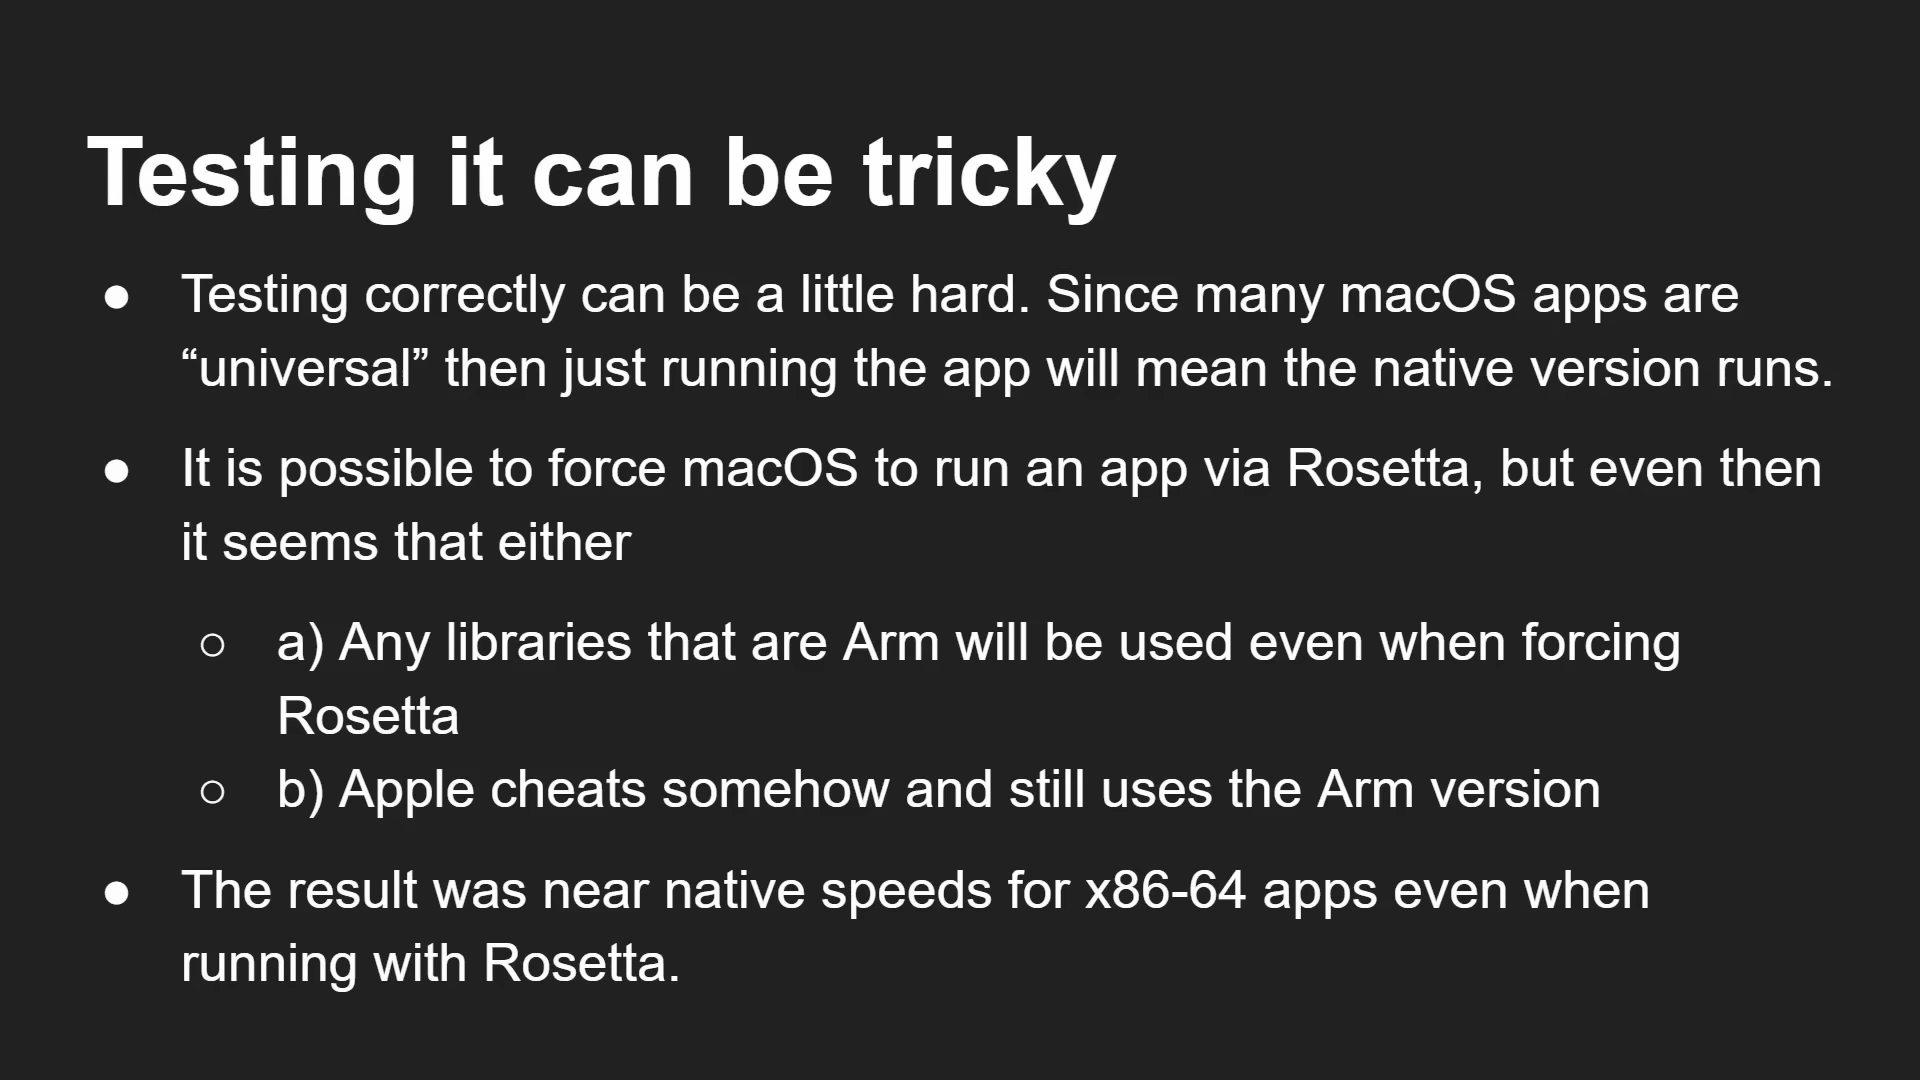 Testing it can be tricky
● Testing correctly can be a little hard. Since many macOS apps are
“universal” then just running the app will mean the native version runs.
● It is possible to force macOS to run an app via Rosetta, but even then
it seems that either
○ a) Any libraries that are Arm will be used even when forcing
Rosetta
○ b) Apple cheats somehow and still uses the Arm version
● The result was near native speeds for x86-64 apps even when
running with Rosetta.